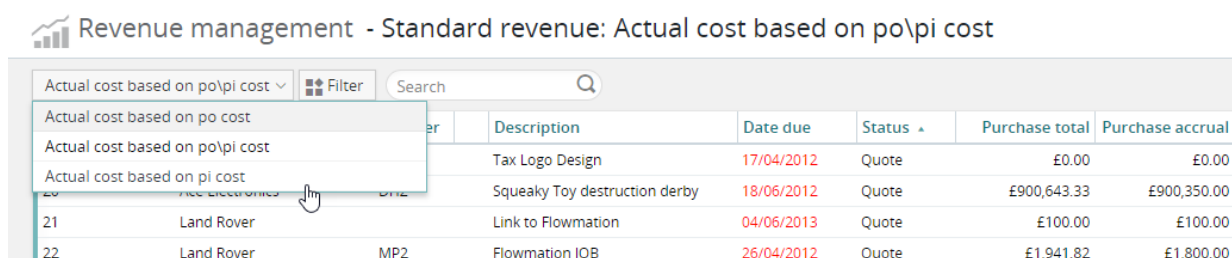 Revenue management - Standard revenue: Actual cost based on po\pi cost
Actual cost based on po\pi cost Filter Search
Actual cost based on po cost
Actual cost based on po\pi cost
Actual cost based on pi cost
er Description Date due Status Purchase total Purchase accrual
Tax Logo Design 17/04/2012 Quote £0.00 £0.00
20 Ace Electronics DH2 Squeaky Toy destruction derby 18/06/2012 Quote £900,643.33 £900,350.00
21 Land Rover Link to Flowmation 04/06/2013 Quote £100.00 £100.00
22 Land Rover MP2 Flowmation JOB 26/04/2012 Quote £1,941.82 £1,800.00